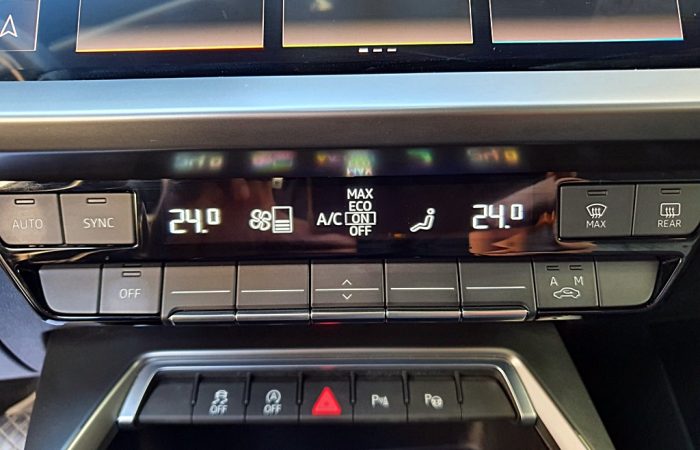 AUTO
SYNC
24.0
A/C
MAX
ECO
ON
OFF
24.0
MAX
REAR
OFF
A M
OFF
A
OFF
P
P